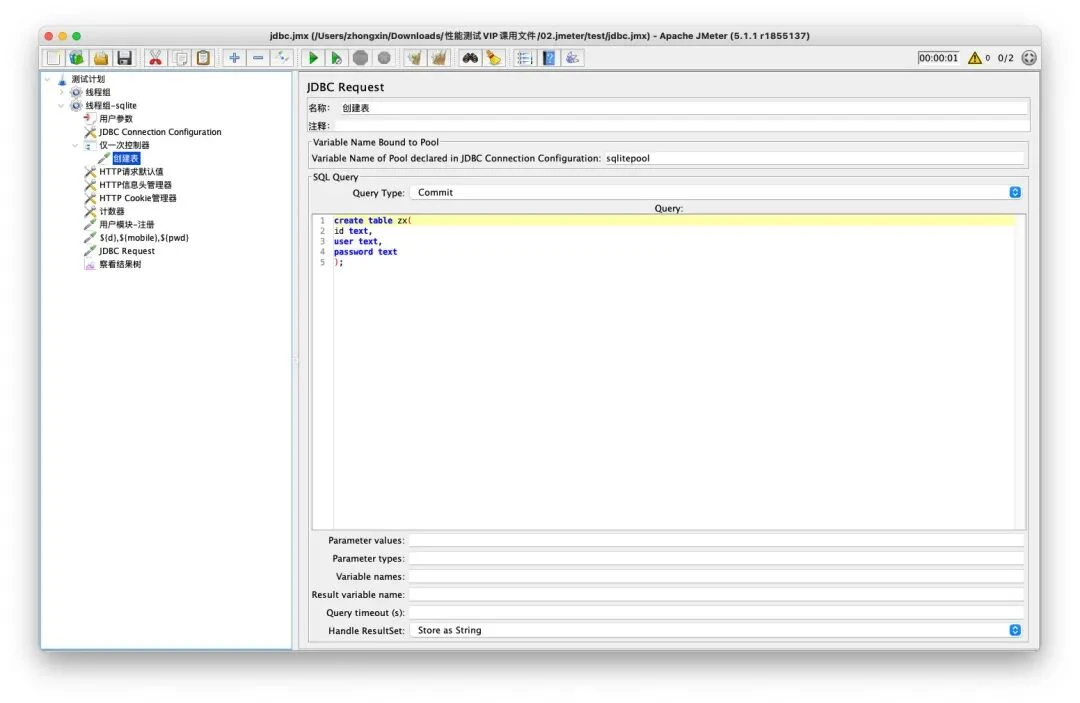 jdbc.jmx (/Users/zhongxin/Downloads/性能测试VIP课用文件/02.jmeter/test/jdbc.jmx) - Apache JMeter (5.1.1 r1855137)
00:00:01 0 0/2
测试计划
线程组
线程组-sqlite
用户参数
JDBC Connection Configuration
仅一次控制器
创建表
HTTP请求默认值
HTTP信息头管理器
HTTP Cookie管理器
计数器
用户模块-注册
${d},${mobile},${pwd}
JDBC Request
察看结果树
JDBC Request
名称: 创建表
注释:
Variable Name Bound to Pool
Variable Name of Pool declared in JDBC Connection Configuration: sqlitepool
SQL Query
Query Type: Commit
Query:
1 create table zx(
2 id text,
3 user text,
4 password text
5 );
Parameter values:
Parameter types:
Variable names:
Result variable name:
Query timeout (s):
Handle ResultSet: Store as String